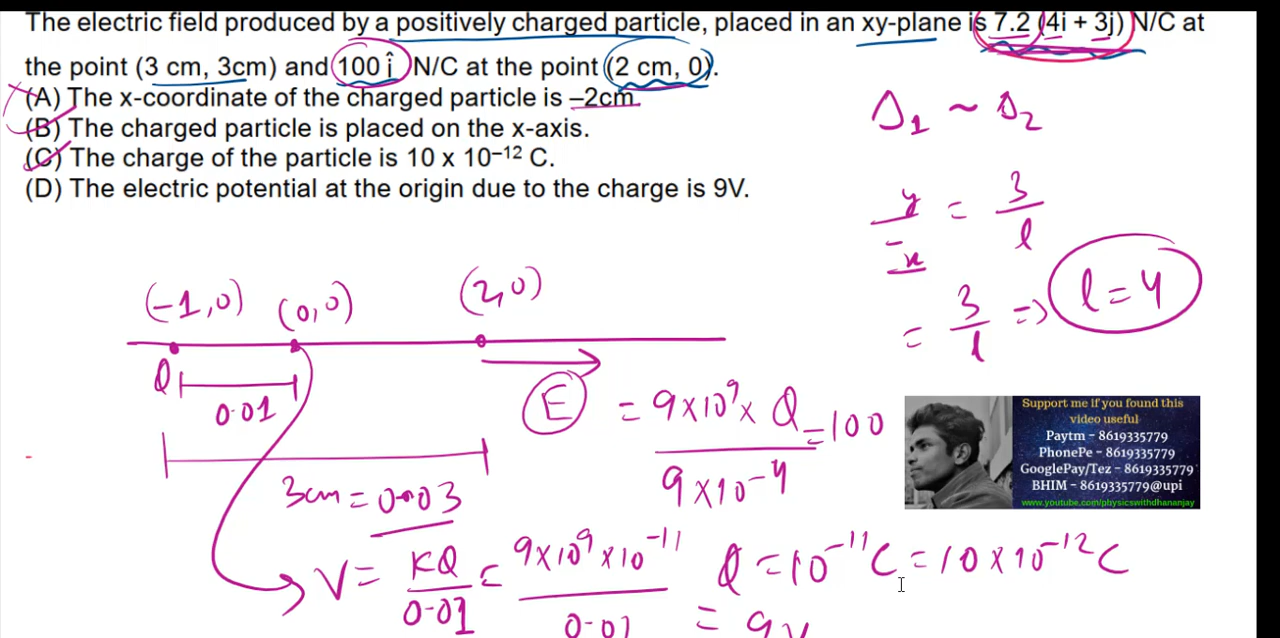 The electric field produced by a positively charged particle, placed in an xy-plane is 7.2 (4i + 3j) N/C at
the point (3 cm, 3cm) and 100 î N/C at the point (2 cm, 0).
(A) The x-coordinate of the charged particle is –2cm.
(B) The charged particle is placed on the x-axis.
(C) The charge of the particle is 10 x 10⁻¹² C.
(D) The electric potential at the origin due to the charge is 9V.
Δ₁ ~ Δ₂
y/-x = 3/l
= 3/l => l = 4
(-1,0) (0,0) (2,0)
Q
0.01
E = 9×10⁹× Q / 9×10⁻⁴ = 100
3cm = 0.03
V = KQ/0.01 = 9×10⁹×10⁻¹¹/0.01 = 9V
Q = 10⁻¹¹C = 10×10⁻¹² C
Support me if you found this
video useful
Paytm - 8619335779
PhonePe - 8619335779
GooglePay/Tez - 8619335779
BHIM - 8619335779@upi
www.youtube.com/physicswithdhananjay